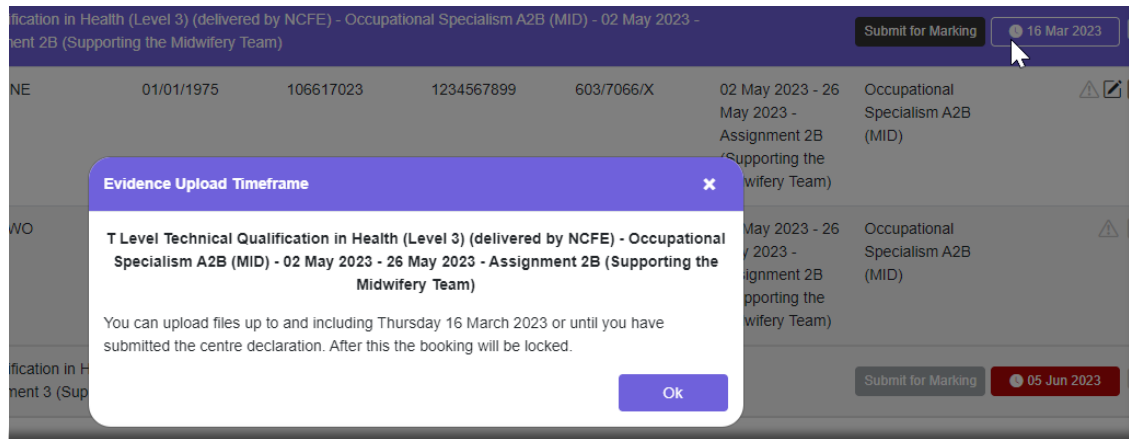 fication in Health (Level 3) (delivered by NCFE) - Occupational Specialism A2B (MID) - 02 May 2023 -
ent 2B (Supporting the Midwifery Team)
Submit for Marking
16 Mar 2023
NE 01/01/1975 106617023 1234567899 603/7066/X 02 May 2023 - 26 Occupational
May 2023 - Specialism A2B
Assignment 2B (MID)
(Supporting the
wifery Team)
Evidence Upload Timeframe
T Level Technical Qualification in Health (Level 3) (delivered by NCFE) - Occupational
Specialism A2B (MID) - 02 May 2023 - 26 May 2023 - Assignment 2B (Supporting the
Midwifery Team)
You can upload files up to and including Thursday 16 March 2023 or until you have
submitted the centre declaration. After this the booking will be locked.
Ok
WO May 2023 - 26 Occupational
2023 - Specialism A2B
ignment 2B (MID)
pporting the
wifery Team)
ification in H
ment 3 (Sup
Submit for Marking
05 Jun 2023